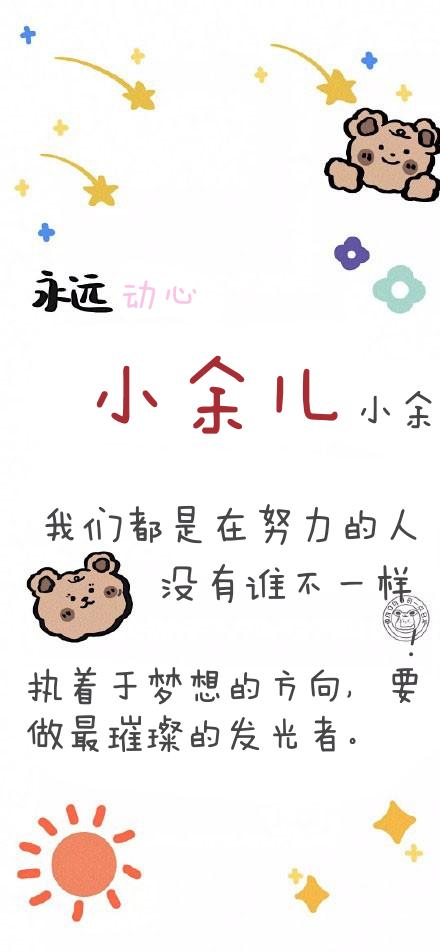 永远 动心
小余儿 小余
我们都是在努力的人
没有谁不一样
!
执着于梦想的方向, 要
做最璀璨的发光者。